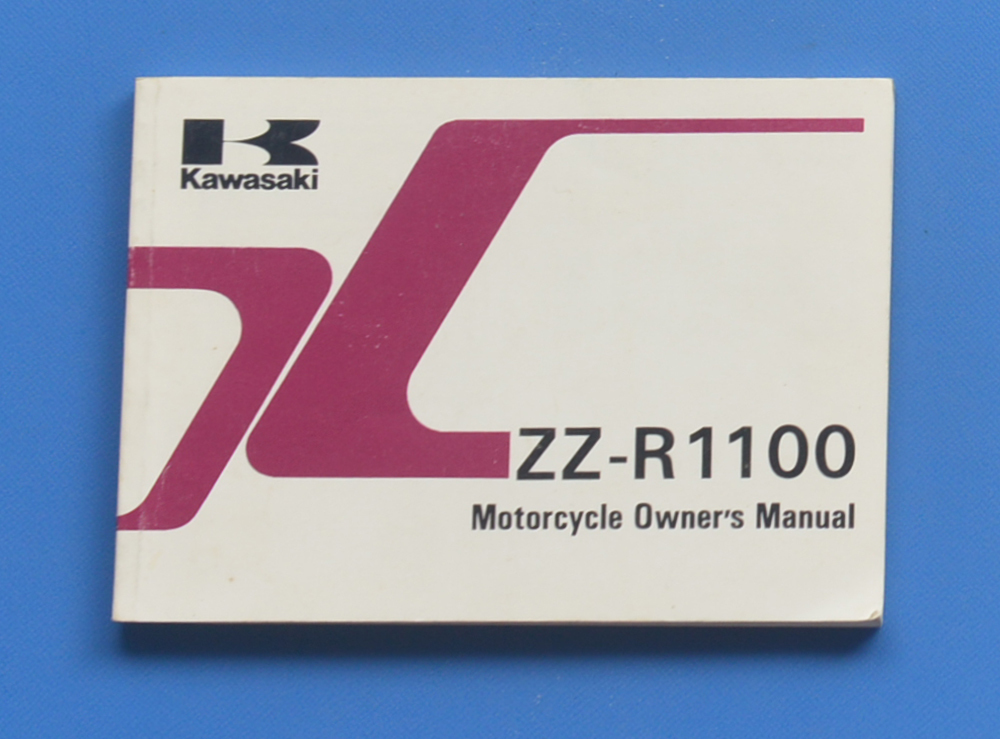 Kawasaki
ZZ-R1100
Motorcycle Owner's Manual